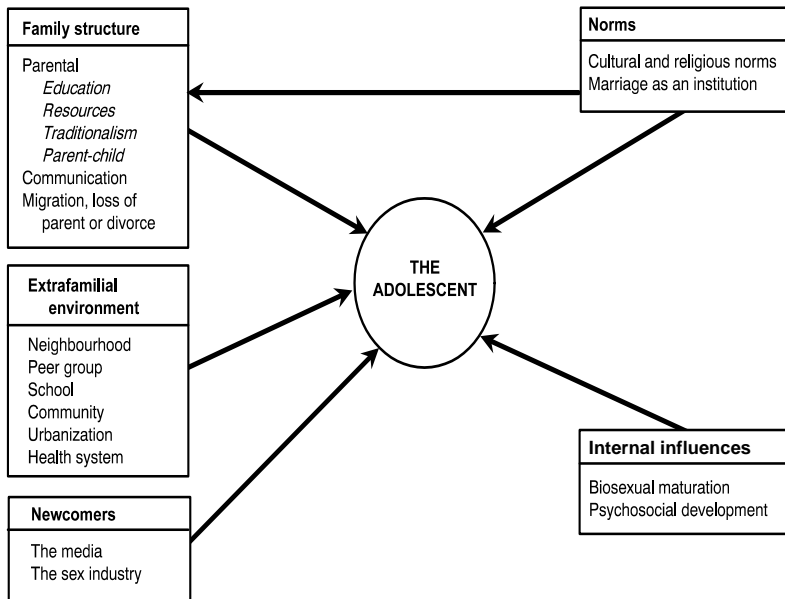 Family structure
Parental
Education
Resources
Traditionalism
Parent-child
Communication
Migration, loss of
parent or divorce
Norms
Cultural and religious norms
Marriage as an institution
THE
ADOLESCENT
Extrafamilial
environment
Neighbourhood
Peer group
School
Community
Urbanization
Health system
Internal influences
Biosexual maturation
Psychosocial development
Newcomers
The media
The sex industry